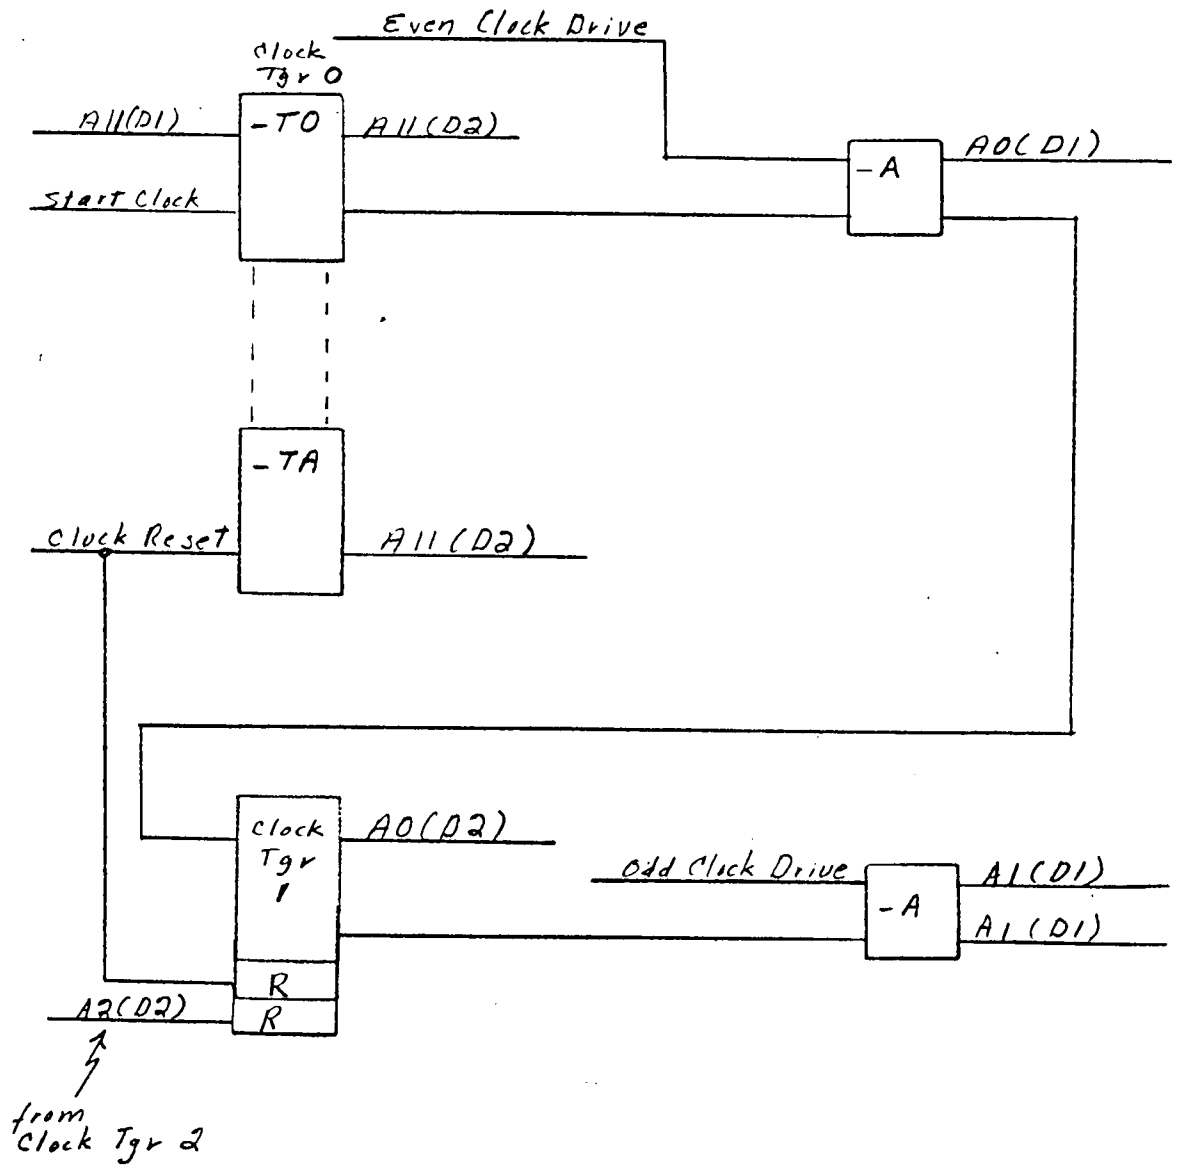 Even Clock Drive
Clock
Tgr 0
A11(D1)
-TO
A11(D2)
A0(D1)
-A
Start Clock
-TA
Clock Reset
A11(D2)
Clock
Tgr
1
A0(D2)
Odd Clock Drive
A1(D1)
-A
A1(D1)
R
A2(D2)
R
from
Clock Tgr 2